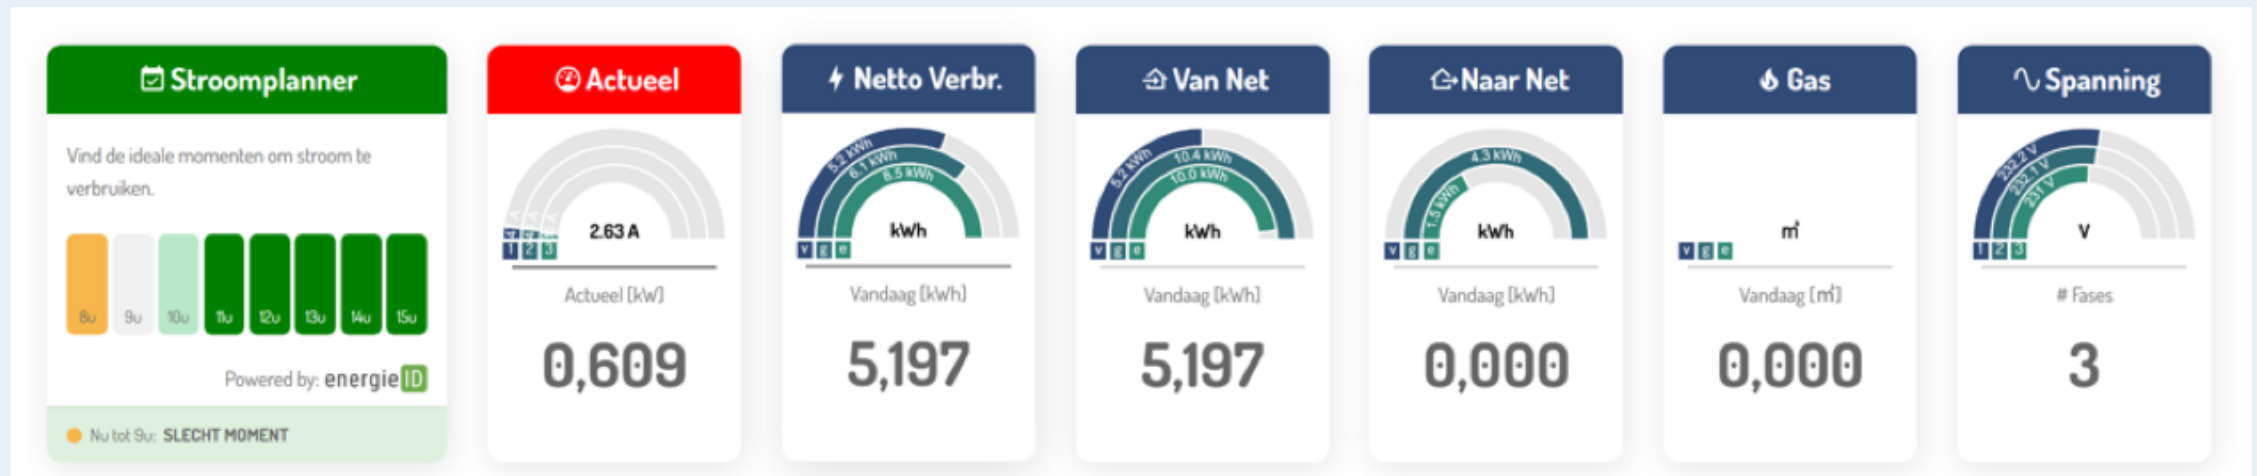 Stroomplanner
Vind de ideale momenten om stroom te
verbruiken.
8u 9u 10u 11u 12u 13u 14u 15u
Powered by: energieID
Nu tot 9u: SLECHT MOMENT
Actueel
2.63 A
1 2 3
Actueel [kW]
0,609
Netto Verbr.
5.2 kWh
6.1 kWh
6.5 kWh
kWh
v g e
Vandaag [kWh]
5,197
Van Net
5.2 kWh
10.4 kWh
10.0 kWh
kWh
v g e
Vandaag [kWh]
5,197
Naar Net
4.3 kWh
1.5 kWh
kWh
v g e
Vandaag [kWh]
0,000
Gas
m³
v g e
Vandaag [m³]
0,000
Spanning
232.2 V
232.1 V
231 V
V
1 2 3
# Fases
3